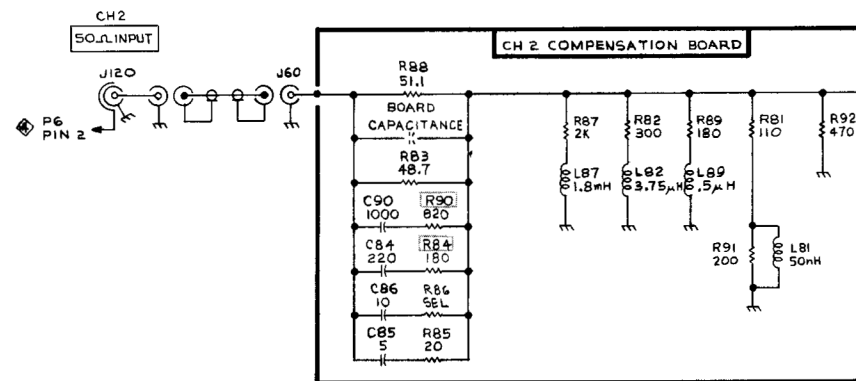 CH2
50Ω INPUT
J120
J60
4 P6
PIN 2
CH 2 COMPENSATION BOARD
R88
51.1
BOARD
CAPACITANCE
R83
48.7
C90
1000
R90
820
C84
220
R84
180
C86
10
R86
SEL
C85
5
R85
20
R87
2K
L87
1.8mH
R82
300
L82
3.75μH
R89
180
L89
.5μH
R81
110
R91
200
L81
50nH
R92
470